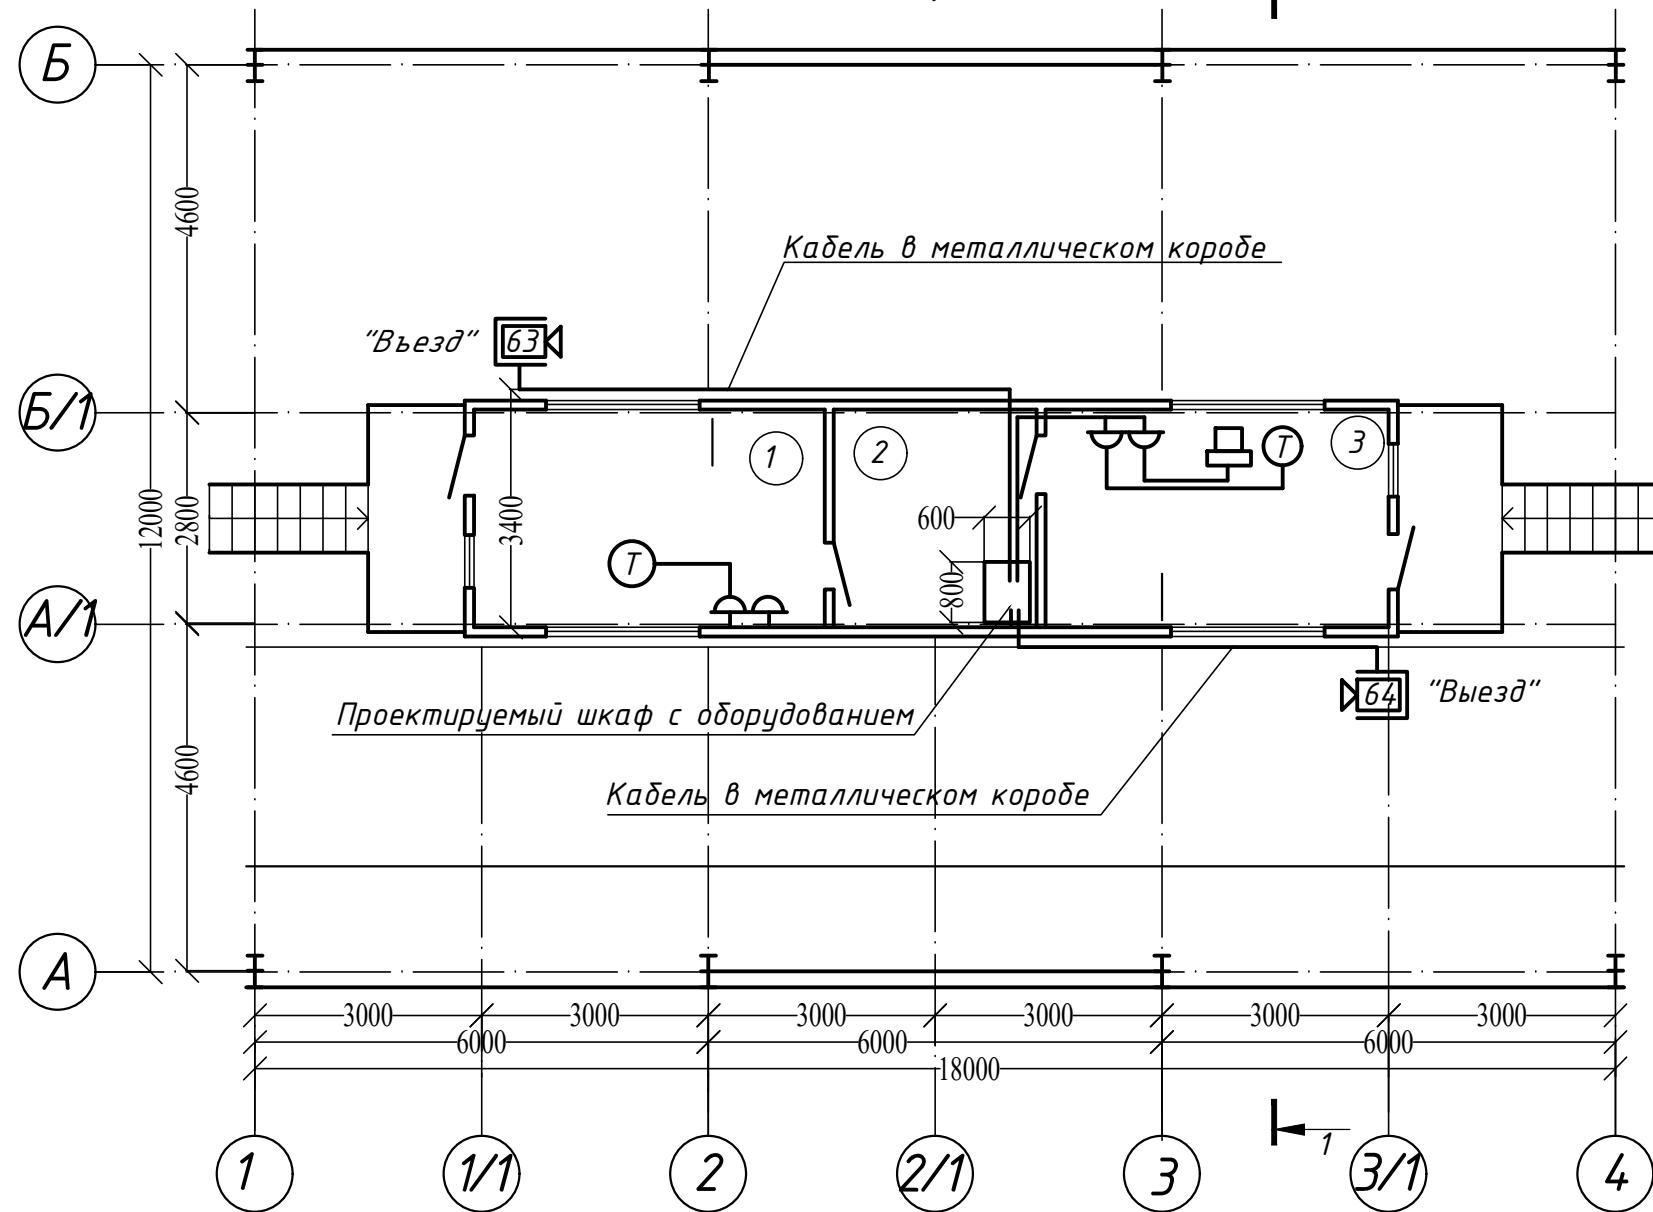 Б
4600
Кабель в металлическом коробе
"Въезд"
63
Б/1
1
2
3
Т
12000
2800
3400
600
800
Т
А/1
64
"Выезд"
Проектируемый шкаф с оборудованием
4600
Кабель в металлическом коробе
А
3000
3000
3000
3000
3000
3000
6000
6000
6000
18000
1
1
1/1
2
2/1
3
3/1
4